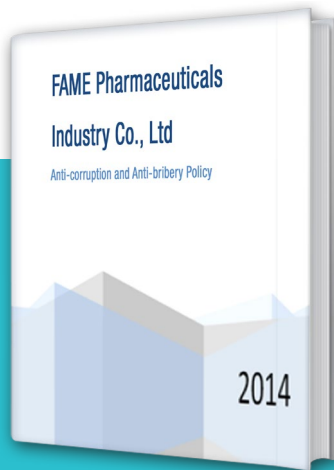 FAME Pharmaceuticals
Industry Co., Ltd
Anti-corruption and Anti-bribery Policy
2014